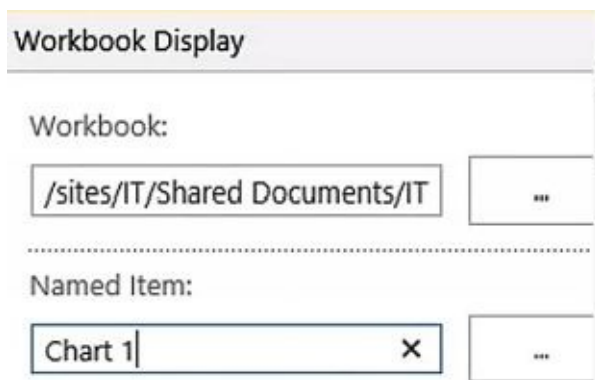 Workbook Display
Workbook:
/sites/IT/Shared Documents/IT
...
Named Item:
Chart 1
...